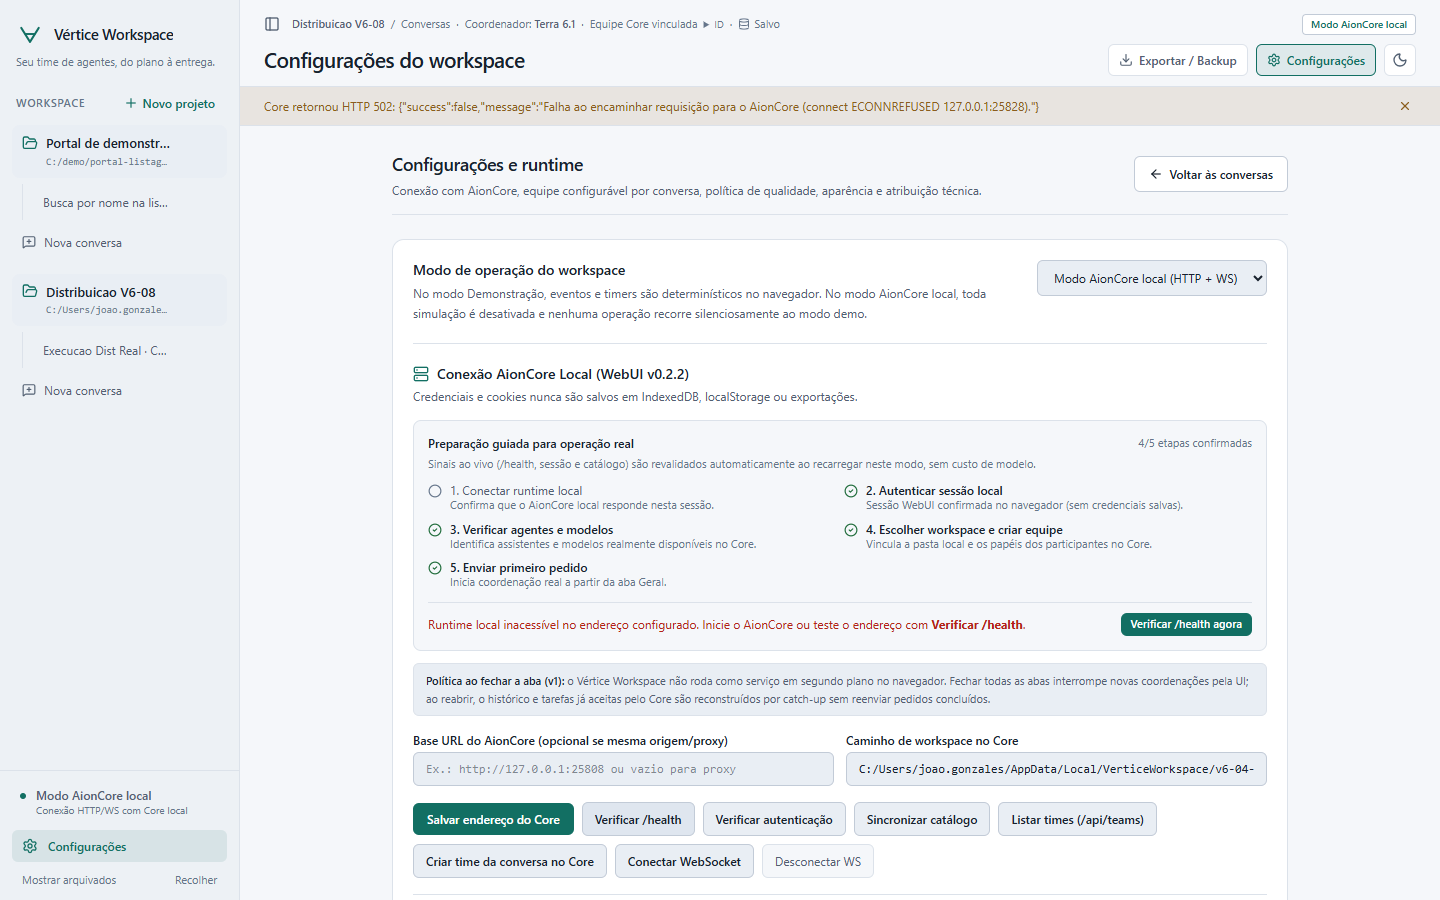 Vértice Workspace
Seu time de agentes, do plano à entrega.
WORKSPACE
Novo projeto
Portal de demonstr...
C:/demo/portal-listag…
Busca por nome na lis...
Nova conversa
Distribuicao V6-08
C:/Users/joao.gonzale…
Execucao Dist Real · C...
Nova conversa
Modo AionCore local
Conexão HTTP/WS com Core local
Configurações
Mostrar arquivados Recolher
Distribuicao V6-08 / Conversas · Coordenador: Terra 6.1 · Equipe Core vinculada ▸ ID · Salvo
Modo AionCore local
Configurações do workspace
Exportar / Backup
Configurações
Core retornou HTTP 502: {"success":false,"message":"Falha ao encaminhar requisição para o AionCore (connect ECONNREFUSED 127.0.0.1:25828)."}
Configurações e runtime
Conexão com AionCore, equipe configurável por conversa, política de qualidade, aparência e atribuição técnica.
Voltar às conversas
Modo de operação do workspace
No modo Demonstração, eventos e timers são determinísticos no navegador. No modo AionCore local, toda
simulação é desativada e nenhuma operação recorre silenciosamente ao modo demo.
Modo AionCore local (HTTP + WS)
Conexão AionCore Local (WebUI v0.2.2)
Credenciais e cookies nunca são salvos em IndexedDB, localStorage ou exportações.
Preparação guiada para operação real
4/5 etapas confirmadas
Sinais ao vivo (/health, sessão e catálogo) são revalidados automaticamente ao recarregar neste modo, sem custo de modelo.
1. Conectar runtime local
Confirma que o AionCore local responde nesta sessão.
2. Autenticar sessão local
Sessão WebUI confirmada no navegador (sem credenciais salvas).
3. Verificar agentes e modelos
Identifica assistentes e modelos realmente disponíveis no Core.
4. Escolher workspace e criar equipe
Vincula a pasta local e os papéis dos participantes no Core.
5. Enviar primeiro pedido
Inicia coordenação real a partir da aba Geral.
Runtime local inacessível no endereço configurado. Inicie o AionCore ou teste o endereço com Verificar /health.
Verificar /health agora
Política ao fechar a aba (v1): o Vértice Workspace não roda como serviço em segundo plano no navegador. Fechar todas as abas interrompe novas coordenações pela UI;
ao reabrir, o histórico e tarefas já aceitas pelo Core são reconstruídos por catch-up sem reenviar pedidos concluídos.
Base URL do AionCore (opcional se mesma origem/proxy)
Ex.: http://127.0.0.1:25808 ou vazio para proxy
Caminho de workspace no Core
C:/Users/joao.gonzales/AppData/Local/VerticeWorkspace/v6-04-
Salvar endereço do Core
Verificar /health
Verificar autenticação
Sincronizar catálogo
Listar times (/api/teams)
Criar time da conversa no Core
Conectar WebSocket
Desconectar WS